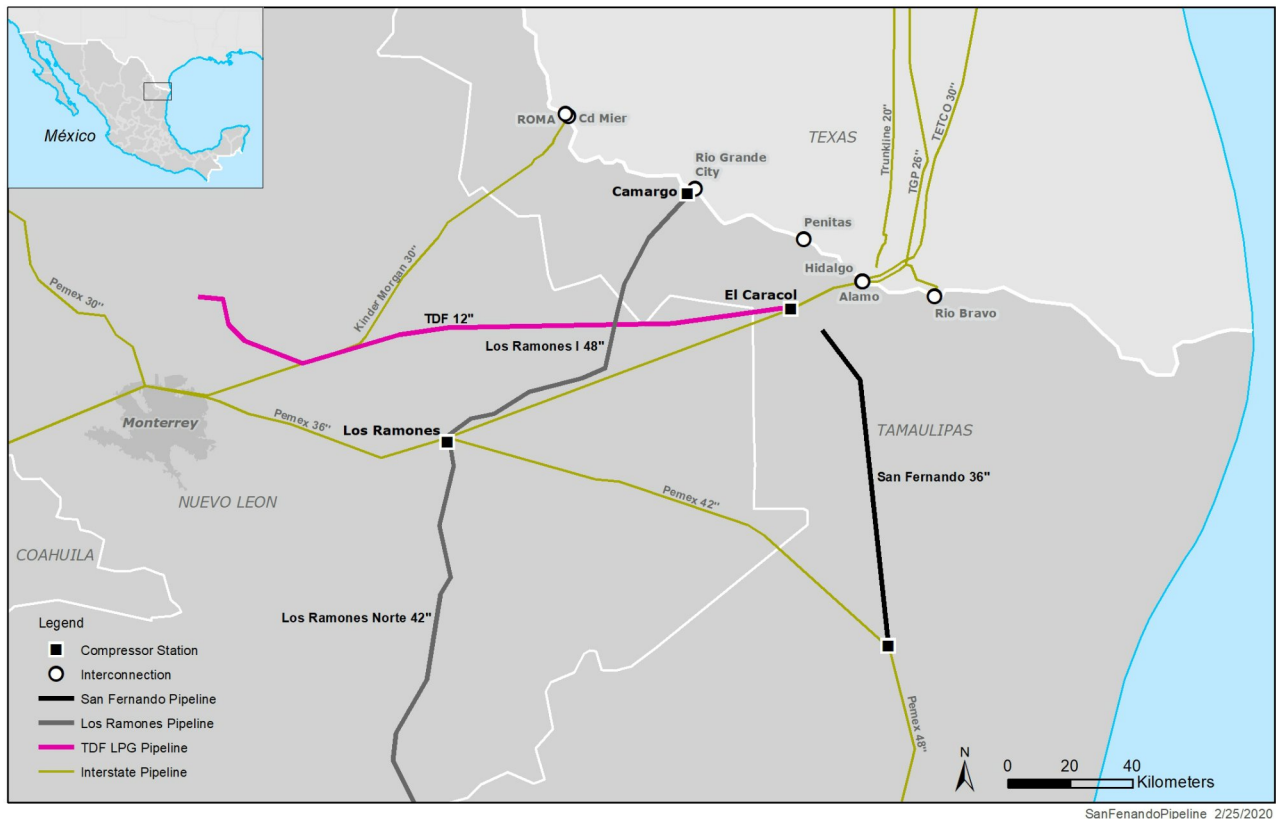 México
ROMA
Cd Mier
TEXAS
Trunkline 20"
TGP 26"
TETCO 30"
Rio Grande
City
Camargo
Penitas
Hidalgo
Alamo
Rio Bravo
El Caracol
Pemex 30"
Kinder Morgan 30"
TDF 12"
Los Ramones I 48"
Monterrey
Pemex 36"
Los Ramones
TAMAULIPAS
San Fernando 36"
Pemex 42"
NUEVO LEON
COAHUILA
Los Ramones Norte 42"
Pemex 48"
Legend
Compressor Station
Interconnection
San Fernando Pipeline
Los Ramones Pipeline
TDF LPG Pipeline
Interstate Pipeline
N
0 20 40
Kilometers
SanFenandoPipeline 2/25/2020